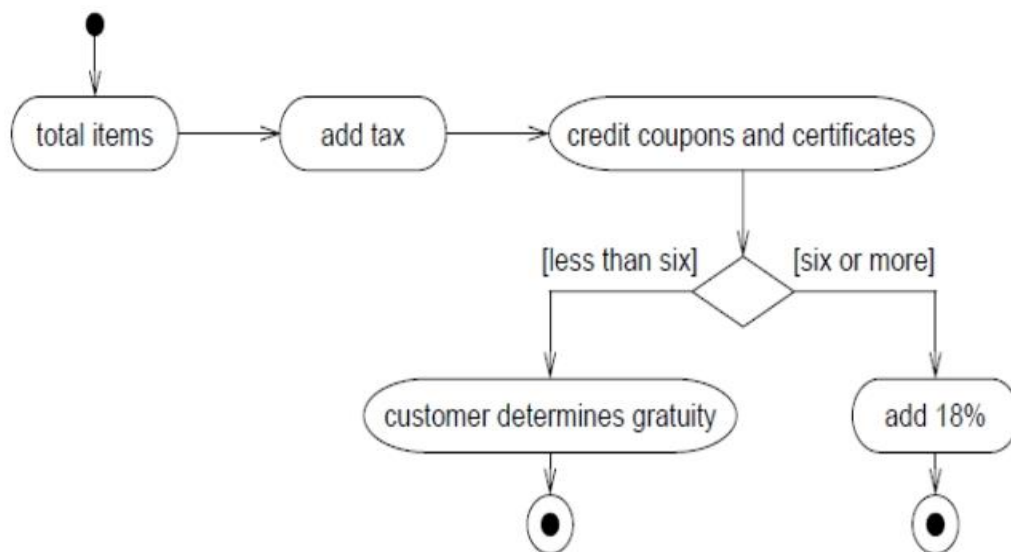 total items
add tax
credit coupons and certificates
[less than six]
[six or more]
customer determines gratuity
add 18%